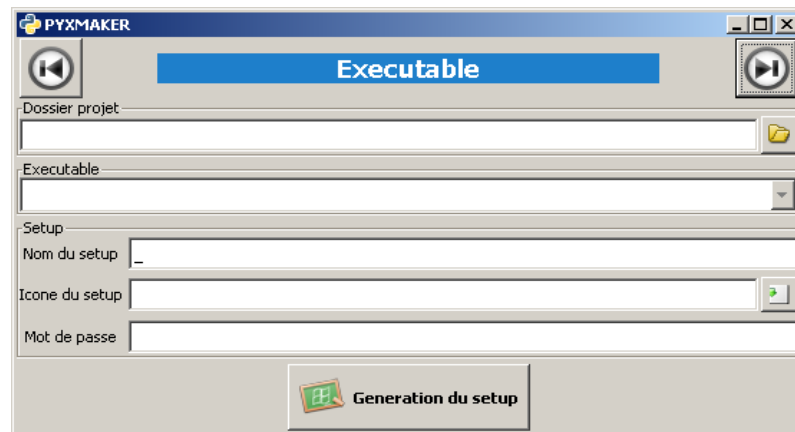 PYXMAKER
Executable
Dossier projet
Executable
Setup
Nom du setup _
Icone du setup
Mot de passe
Generation du setup